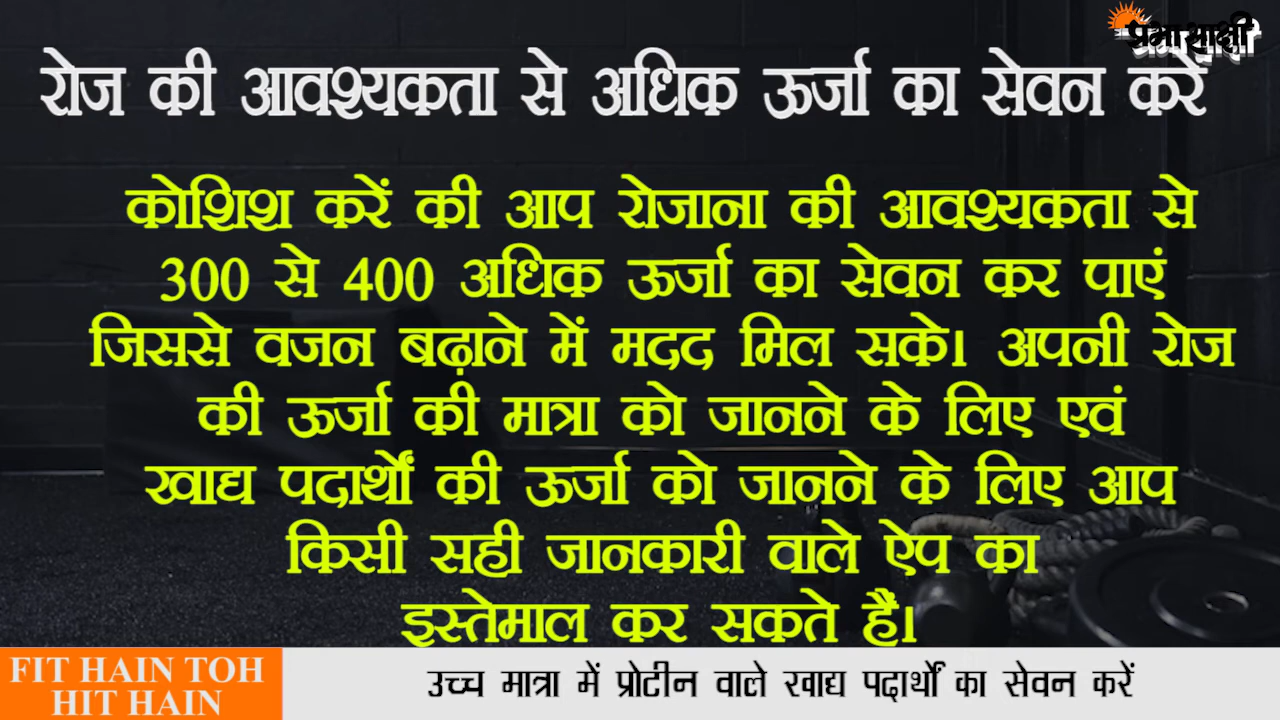 प्रभासाक्षी
रोज की आवश्यकता से अधिक ऊर्जा का सेवन करें
कोशिश करें की आप रोजाना की आवश्यकता से
300 से 400 अधिक ऊर्जा का सेवन कर पाएं
जिससे वजन बढ़ाने में मदद मिल सके। अपनी रोज
की ऊर्जा की मात्रा को जानने के लिए एवं
खाद्य पदार्थों की ऊर्जा को जानने के लिए आप
किसी सही जानकारी वाले ऐप का
इस्तेमाल कर सकते हैं।
FIT HAIN TOH
HIT HAIN
उच्च मात्रा में प्रोटीन वाले खाद्य पदार्थों का सेवन करें